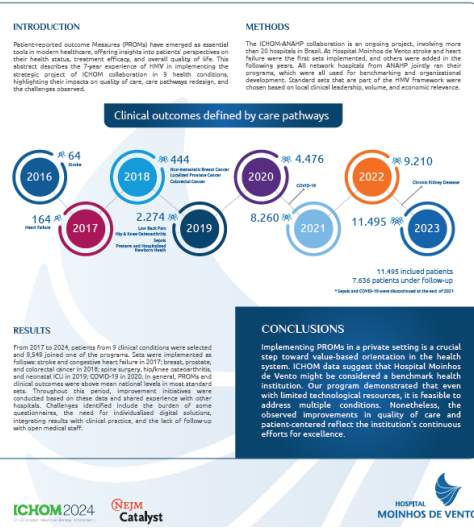 INTRODUCTION
Patient-reported outcome Measures (PROMs) have emerged as essential
tools in modern healthcare, offering insights into patients' perspectives on
their health status, treatment efficacy, and overall quality of life. This
abstract describes the 7-year experience of HMV in implementing the
strategic project of ICHOM collaboration in 9 health conditions,
highlighting their impacts on quality of care, care pathways redesign, and
the challenges observed.
METHODS
The ICHOM-ANAHP collaboration is an ongoing project, involving more
than 20 hospitals in Brazil. At Hospital Moinhos de Vento stroke and heart
failure were the first sets implemented, and others were added in the
following years. All network hospitals from ANAHP jointly ran their
programs, which were all used for benchmarking and organizational
development. Standard sets that are part of the HMV framework were
chosen based on local clinical leadership, volume, and economic relevance.
Clinical outcomes defined by care pathways
2016
64
Stroke
164
Heart Failure
2017
2018
444
Non-metastatic Breast Cancer
Localized Prostate Cancer
Colorectal Cancer
2.274
Low Back Pain
Hip & Knee Osteoarthritis
Sepsis
Preterm and Hospitalized
Newborn Health
2019
2020
4.476
COVID-19
8.260
2021
2022
9.210
Chronic Kidney Disease
11.495
2023
11.495 inclued patients
7.636 patients under follow-up
*Sepsis and COVID-19 were discontinued at the end of 2021
RESULTS
From 2017 to 2024, patients from 9 clinical conditions were selected
and 9,549 joined one of the programs. Sets were implemented as
follows: stroke and congestive heart failure in 2017; breast, prostate,
and colorectal cancer in 2018; spine surgery, hip/knee osteoarthritis,
and neonatal ICU in 2019; COVID-19 in 2020. In general, PROMs and
clinical outcomes were above mean national levels in most standard
sets. Throughout this period, improvement initiatives were
conducted based on these data and shared experience with other
hospitals. Challenges identified include the burden of some
questionnaires, the need for individualized digital solutions,
integrating results with clinical practice, and the lack of follow-up
with open medical staff.
CONCLUSIONS
Implementing PROMs in a private setting is a crucial
step toward value-based orientation in the health
system. ICHOM data suggest that Hospital Moinhos
de Vento might be considered a benchmark health
institution. Our program demonstrated that even
with limited technological resources, it is feasible to
address multiple conditions. Nonetheless, the
observed improvements in quality of care and
patient-centered reflect the institution's continuous
efforts for excellence.
ICHOM 2024
NEJM
Catalyst
HOSPITAL
MOINHOS DE VENTO